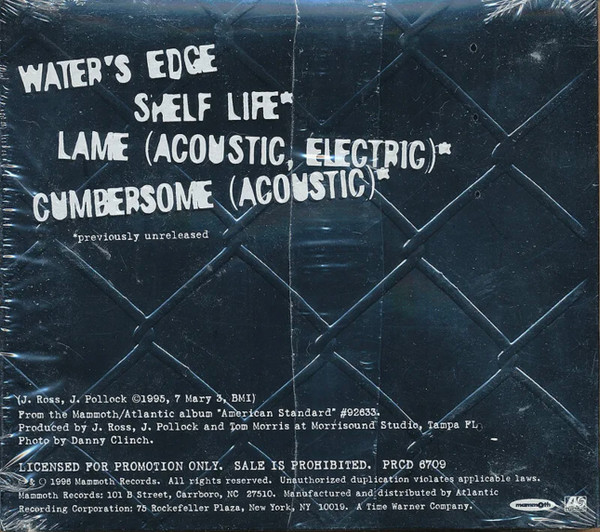 WATER'S EDGE
SHELF LIFE*
LAME (ACOUSTIC, ELECTRIC)*
CUMBERSOME (ACOUSTIC)*
*previously unreleased
(J. Ross, J. Pollock ©1995, 7 Mary 3, BMI)
From the Mammoth/Atlantic album "American Standard" #92633.
Produced by J. Ross, J. Pollock and Tom Morris at Morrisound Studio, Tampa FL
Photo by Danny Clinch.
LICENSED FOR PROMOTION ONLY. SALE IS PROHIBITED. PRCD 6709
℗ & © 1996 Mammoth Records. All rights reserved. Unauthorized duplication violates applicable laws.
Mammoth Records: 101 B Street, Carrboro, NC 27510. Manufactured and distributed by Atlantic
Recording Corporation: 75 Rockefeller Plaza, New York, NY 10019. A Time Warner Company.
mammoth